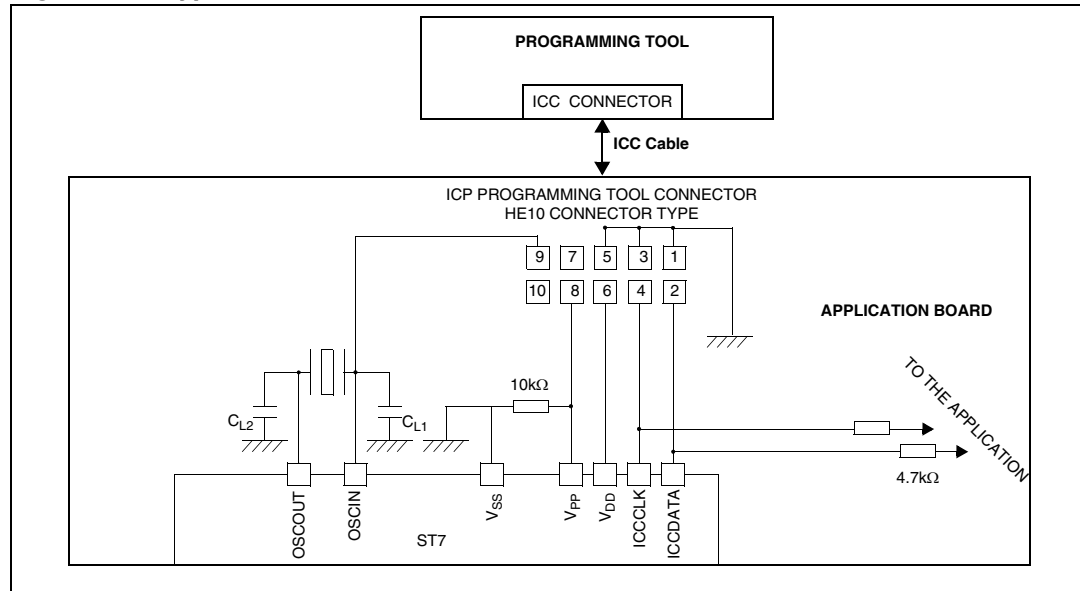 PROGRAMMING TOOL
ICC CONNECTOR
ICC Cable
ICP PROGRAMMING TOOL CONNECTOR
HE10 CONNECTOR TYPE
9 7 5 3 1
10 8 6 4 2
APPLICATION BOARD
TO THE APPLICATION
10kΩ
CL2
CL1
4.7kΩ
OSCOUT
OSCIN
VSS
VPP
VDD
ICCCLK
ICCDATA
ST7